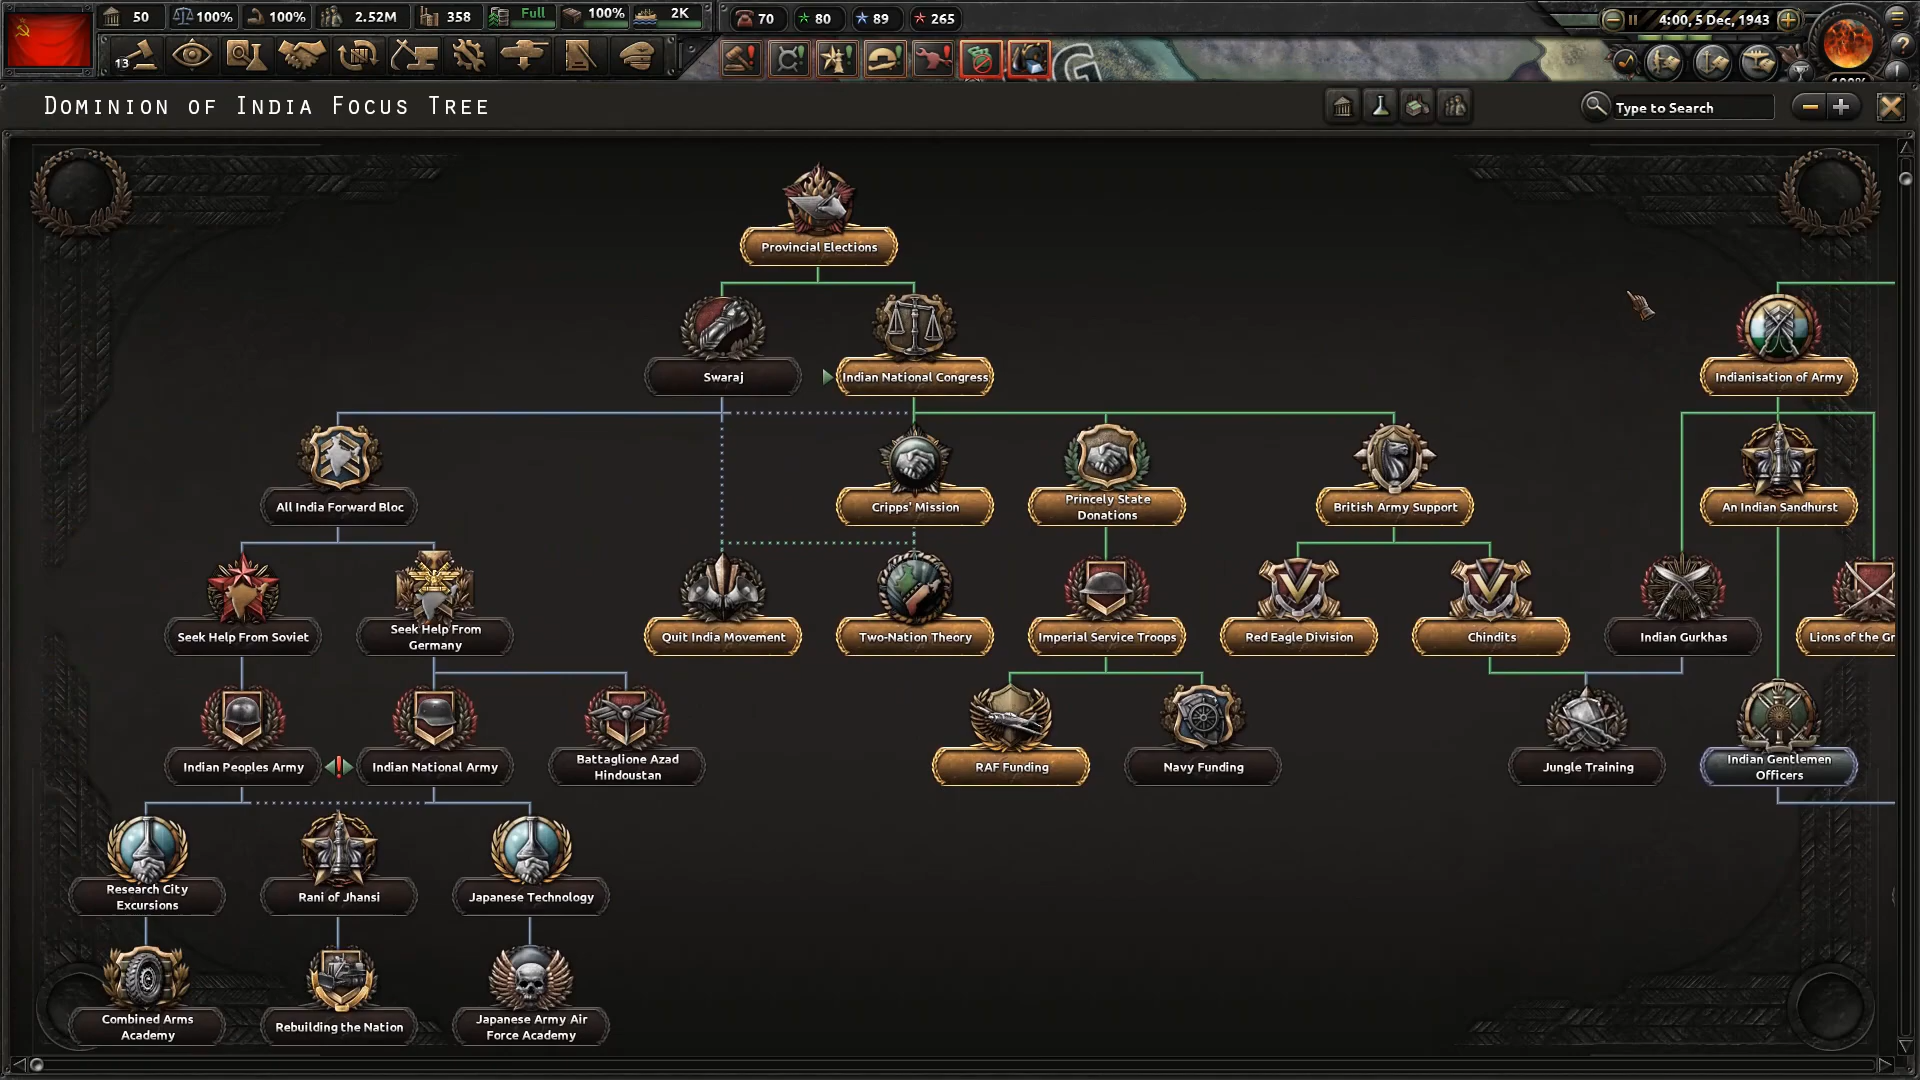 50
100%
100%
2.52M
358
Full
100%
2K
70
80
89
265
4:00, 5 Dec, 1943
13
100%
Dominion of India Focus Tree
Type to Search
Provincial Elections
Swaraj
Indian National Congress
Indianisation of Army
All India Forward Bloc
Cripps' Mission
Princely State
Donations
British Army Support
An Indian Sandhurst
Seek Help From Soviet
Seek Help From
Germany
Quit India Movement
Two-Nation Theory
Imperial Service Troops
Red Eagle Division
Chindits
Indian Gurkhas
Lions of the Gr
Indian Peoples Army
Indian National Army
Battaglione Azad
Hindoustan
RAF Funding
Navy Funding
Jungle Training
Indian Gentlemen
Officers
Research City
Excursions
Rani of Jhansi
Japanese Technology
Combined Arms
Academy
Rebuilding the Nation
Japanese Army Air
Force Academy